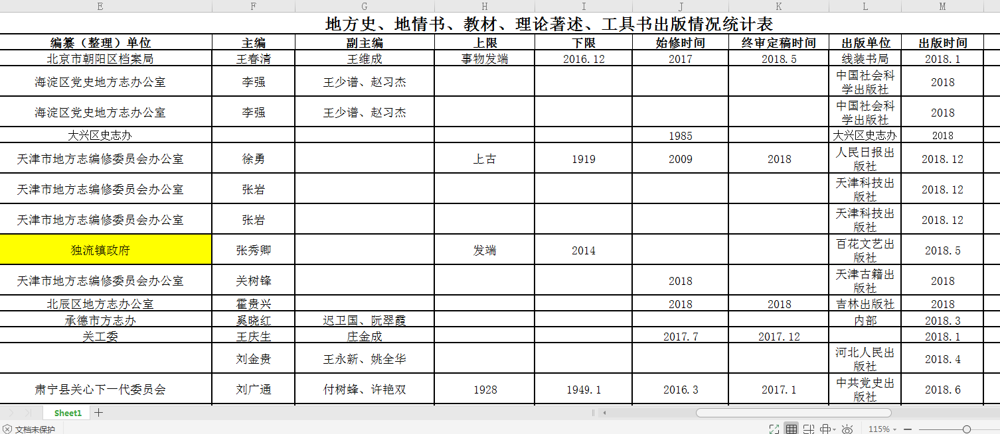 E F G H I J K L M
地方史、地情书、教材、理论著述、工具书出版情况统计表
编纂（整理）单位 主编 副主编 上限 下限 始修时间 终审定稿时间 出版单位 出版时间
北京市朝阳区档案局 王春清 王维成 事物发端 2016.12 2017 2018.5 线装书局 2018.1
海淀区党史地方志办公室 李强 王少谱、赵习杰 中国社会科
学出版社 2018
海淀区党史地方志办公室 李强 王少谱、赵习杰 中国社会科
学出版社 2018
大兴区史志办 1985 大兴区史志办 2018
天津市地方志编修委员会办公室 徐勇 上古 1919 2009 2018 人民日报出
版社 2018.12
天津市地方志编修委员会办公室 张岩 天津科技出
版社 2018.12
天津市地方志编修委员会办公室 张岩 天津科技出
版社 2018.12
独流镇政府 张秀卿 发端 2014 百花文艺出
版社 2018.5
天津市地方志编修委员会办公室 关树锋 2018 天津古籍出
版社 2018
北辰区地方志办公室 霍贵兴 2018 2018 吉林出版社 2018
承德市方志办 奚晓红 迟卫国、阮翠霞 内部 2018.3
关工委 王庆生 庄金成 2017.7 2017.12 2018.1
刘金贵 王永新、姚全华 河北人民出
版社 2018.4
肃宁县关心下一代委员会 刘广通 付树蜂、许艳双 1928 1949.1 2016.3 2017.1 中共党史出
版社 2018.6
Sheet1
文档未保护 115%